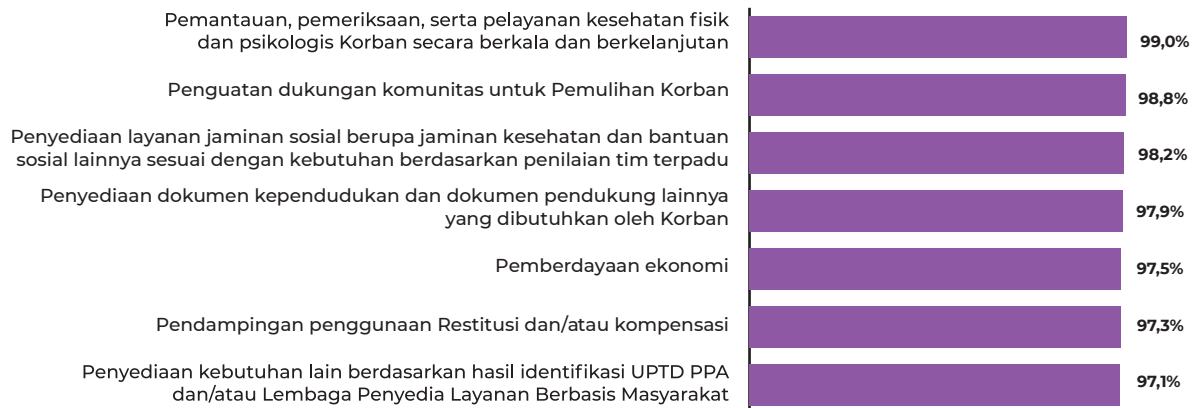 Pemantauan, pemeriksaan, serta pelayanan kesehatan fisik
dan psikologis Korban secara berkala dan berkelanjutan
99,0%
Penguatan dukungan komunitas untuk Pemulihan Korban
98,8%
Penyediaan layanan jaminan sosial berupa jaminan kesehatan dan bantuan
sosial lainnya sesuai dengan kebutuhan berdasarkan penilaian tim terpadu
98,2%
Penyediaan dokumen kependudukan dan dokumen pendukung lainnya
yang dibutuhkan oleh Korban
97,9%
Pemberdayaan ekonomi
97,5%
Pendampingan penggunaan Restitusi dan/atau kompensasi
97,3%
Penyediaan kebutuhan lain berdasarkan hasil identifikasi UPTD PPA
dan/atau Lembaga Penyedia Layanan Berbasis Masyarakat
97,1%